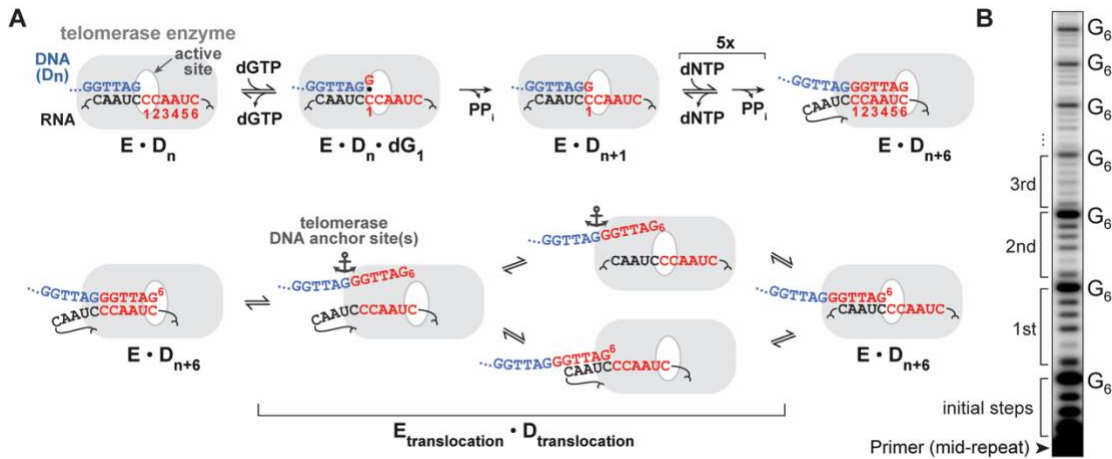 A
telomerase enzyme
DNA
(Dn)
active
site
...GGTTAG
CAAUCCCAAUC
123456
RNA
E · Dn
dGTP
dGTP
G
...GGTTAG
CAAUCCCAAUC
1
E · Dn · dG1
PPi
...GGTTAGG
CAAUCCCAAUC
1
E · Dn+1
5x
dNTP
dNTP
PPi
...GGTTAGGGTTAG
CAAUCCCAAUC
123456
E · Dn+6
...GGTTAGGGTTAG6
CAAUCCCAAUC
E · Dn+6
telomerase
DNA anchor site(s)
...GGTTAGGGTTAG6
CAAUCCCAAUC
...GGTTAGGGTTAG6
CAAUCCCAAUC
...GGTTAGGGTTAG6
CAAUCCCAAUC
...GGTTAGGGTTAG6
CAAUCCCAAUC
E · Dn+6
Etranslocation · Dtranslocation
B
G6
G6
G6
...
G6
3rd
G6
2nd
G6
1st
G6
initial steps
Primer (mid-repeat)